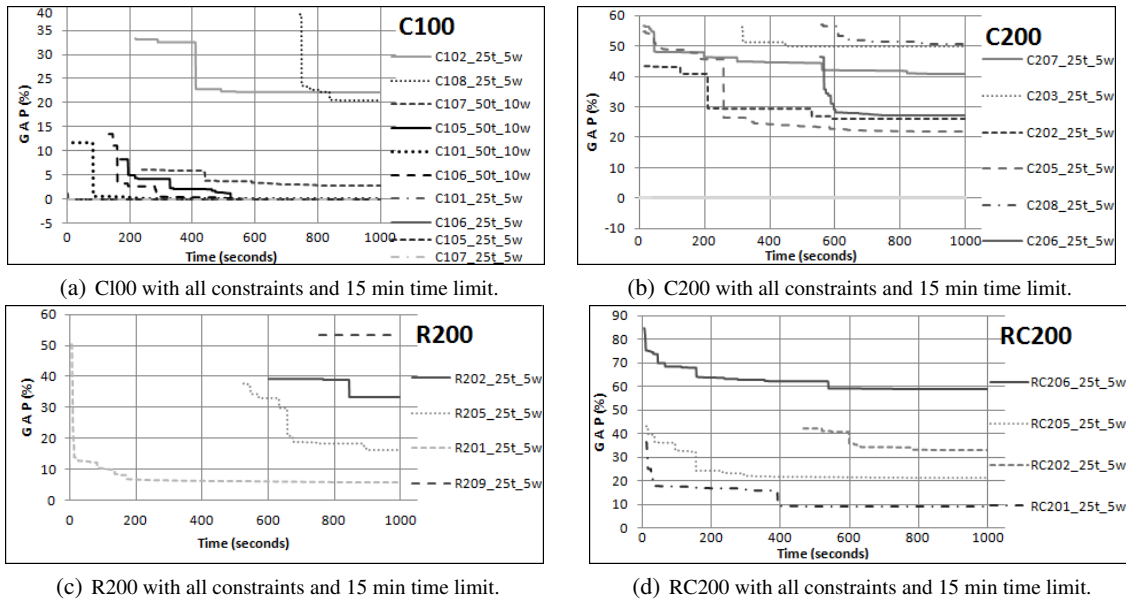 C100
G A P (%)
40
35
30
25
20
15
10
5
0
-5
0 200 400 600 800 1000
Time (seconds)
C102_25t_5w
C108_25t_5w
C107_50t_10w
C105_50t_10w
C101_50t_10w
C106_50t_10w
C101_25t_5w
C106_25t_5w
C105_25t_5w
C107_25t_5w
(a) Cl00 with all constraints and 15 min time limit.
C200
G A P (%)
60
50
40
30
20
10
0
-10
0 200 400 600 800 1000
Time (seconds)
C207_25t_5w
C203_25t_5w
C202_25t_5w
C205_25t_5w
C208_25t_5w
C206_25t_5w
(b) C200 with all constraints and 15 min time limit.
R200
G A P (%)
60
50
40
30
20
10
0
0 200 400 600 800 1000
Time (seconds)
R202_25t_5w
R205_25t_5w
R201_25t_5w
R209_25t_5w
(c) R200 with all constraints and 15 min time limit.
RC200
G A P (%)
90
80
70
60
50
40
30
20
10
0
0 200 400 600 800 1000
Time (seconds)
RC206_25t_5w
RC205_25t_5w
RC202_25t_5w
RC201_25t_5w
(d) RC200 with all constraints and 15 min time limit.